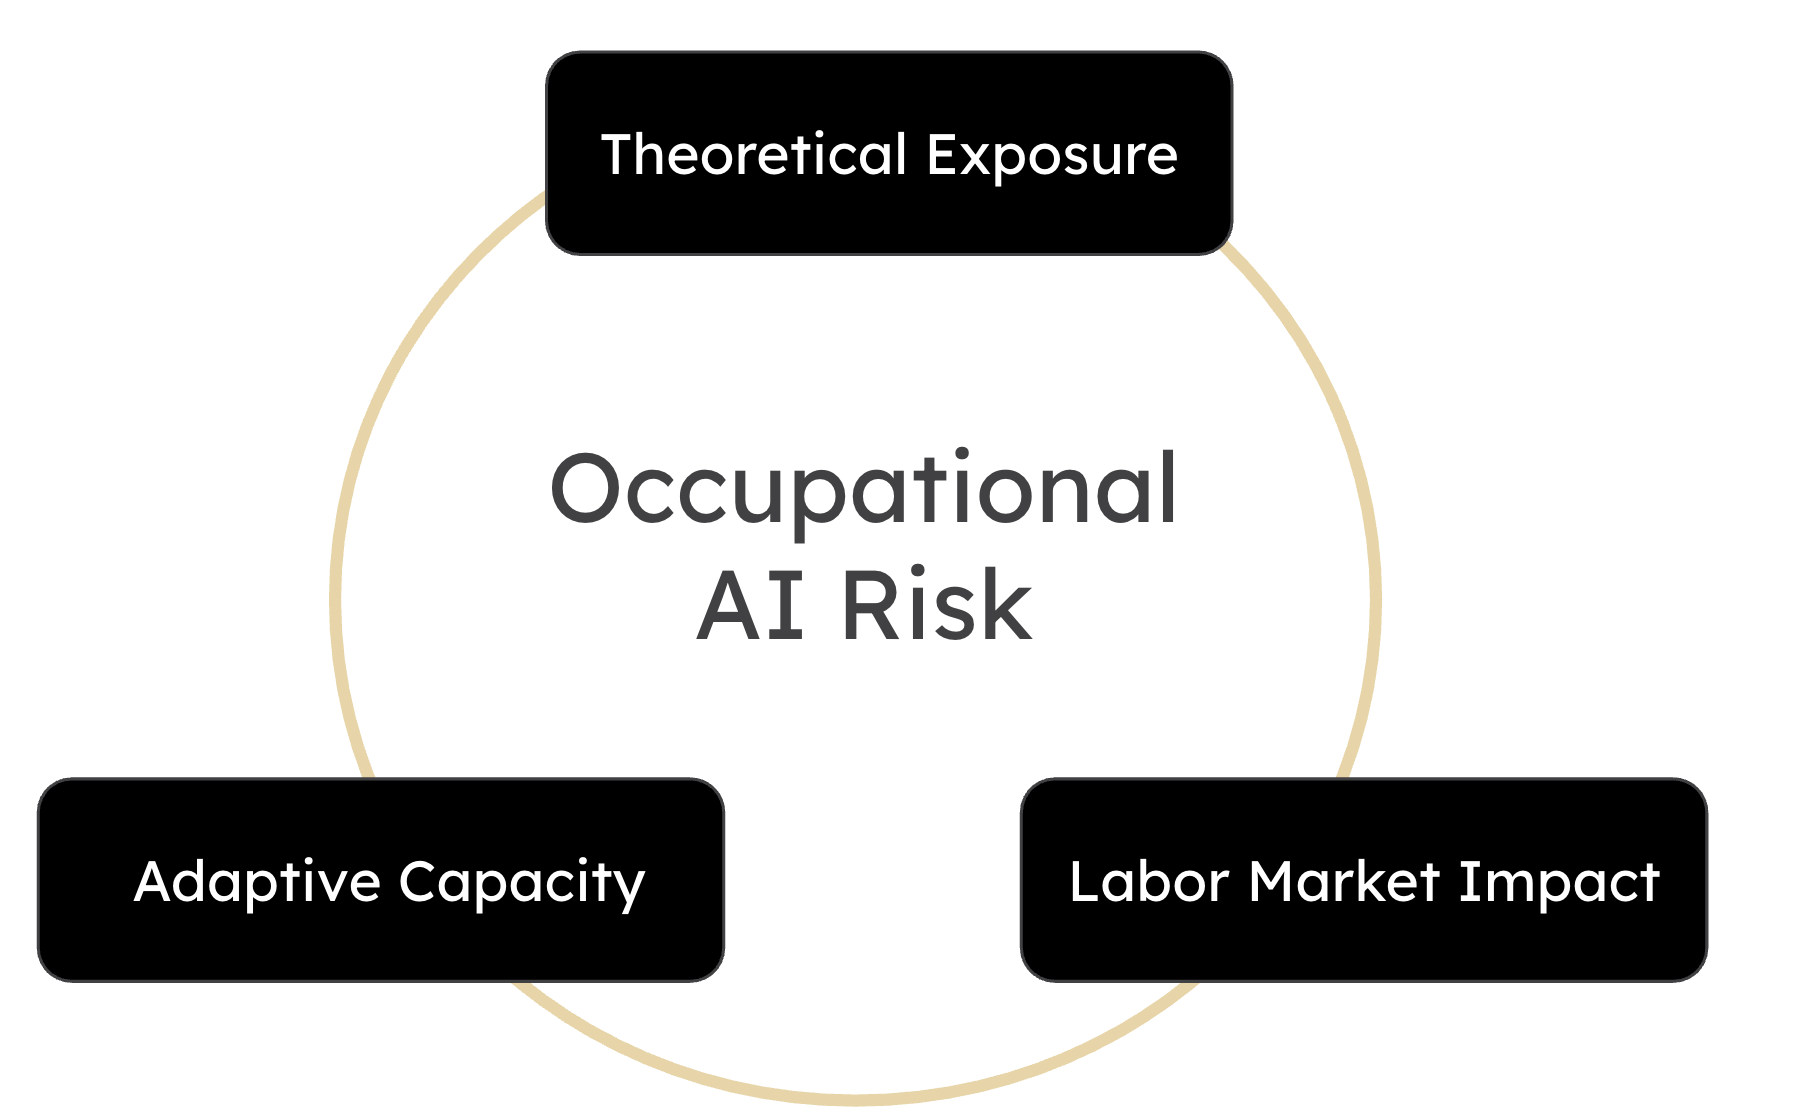 Theoretical Exposure
Occupational
AI Risk
Adaptive Capacity
Labor Market Impact